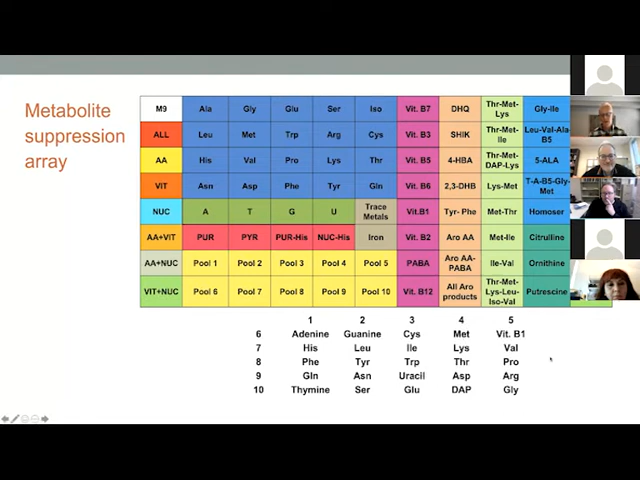 Metabolite
suppression
array
M9 Ala Gly Glu Ser Iso Vit. B7 DHQ Thr-Met-Lys Gly-Ile
ALL Leu Met Trp Arg Cys Vit. B3 SHIK Thr-Met-Ile Leu-Val-Ala B5
AA His Val Pro Lys Thr Vit. B5 4-HBA Thr-Met-DAP-Lys 5-ALA
VIT Asn Asp Phe Tyr Gln Vit. B6 2,3-DHB Lys-Met T-A-B5-Gly-Met
NUC A T G U Trace Metals Vit.B1 Tyr- Phe Met-Thr Homoser
AA+VIT PUR PYR PUR-His NUC-His Iron Vit. B2 Aro AA Met-Ile Citrulline
AA+NUC Pool 1 Pool 2 Pool 3 Pool 4 Pool 5 PABA Aro AA-PABA Ile-Val Ornithine
VIT+NUC Pool 6 Pool 7 Pool 8 Pool 9 Pool 10 Vit. B12 All Aro products Thr-Met-Lys-Leu-Iso-Val Putrescine
1 2 3 4 5
6 Adenine Guanine Cys Met Vit. B1
7 His Leu Ile Lys Val
8 Phe Tyr Trp Thr Pro
9 Gln Asn Uracil Asp Arg
10 Thymine Ser Glu DAP Gly